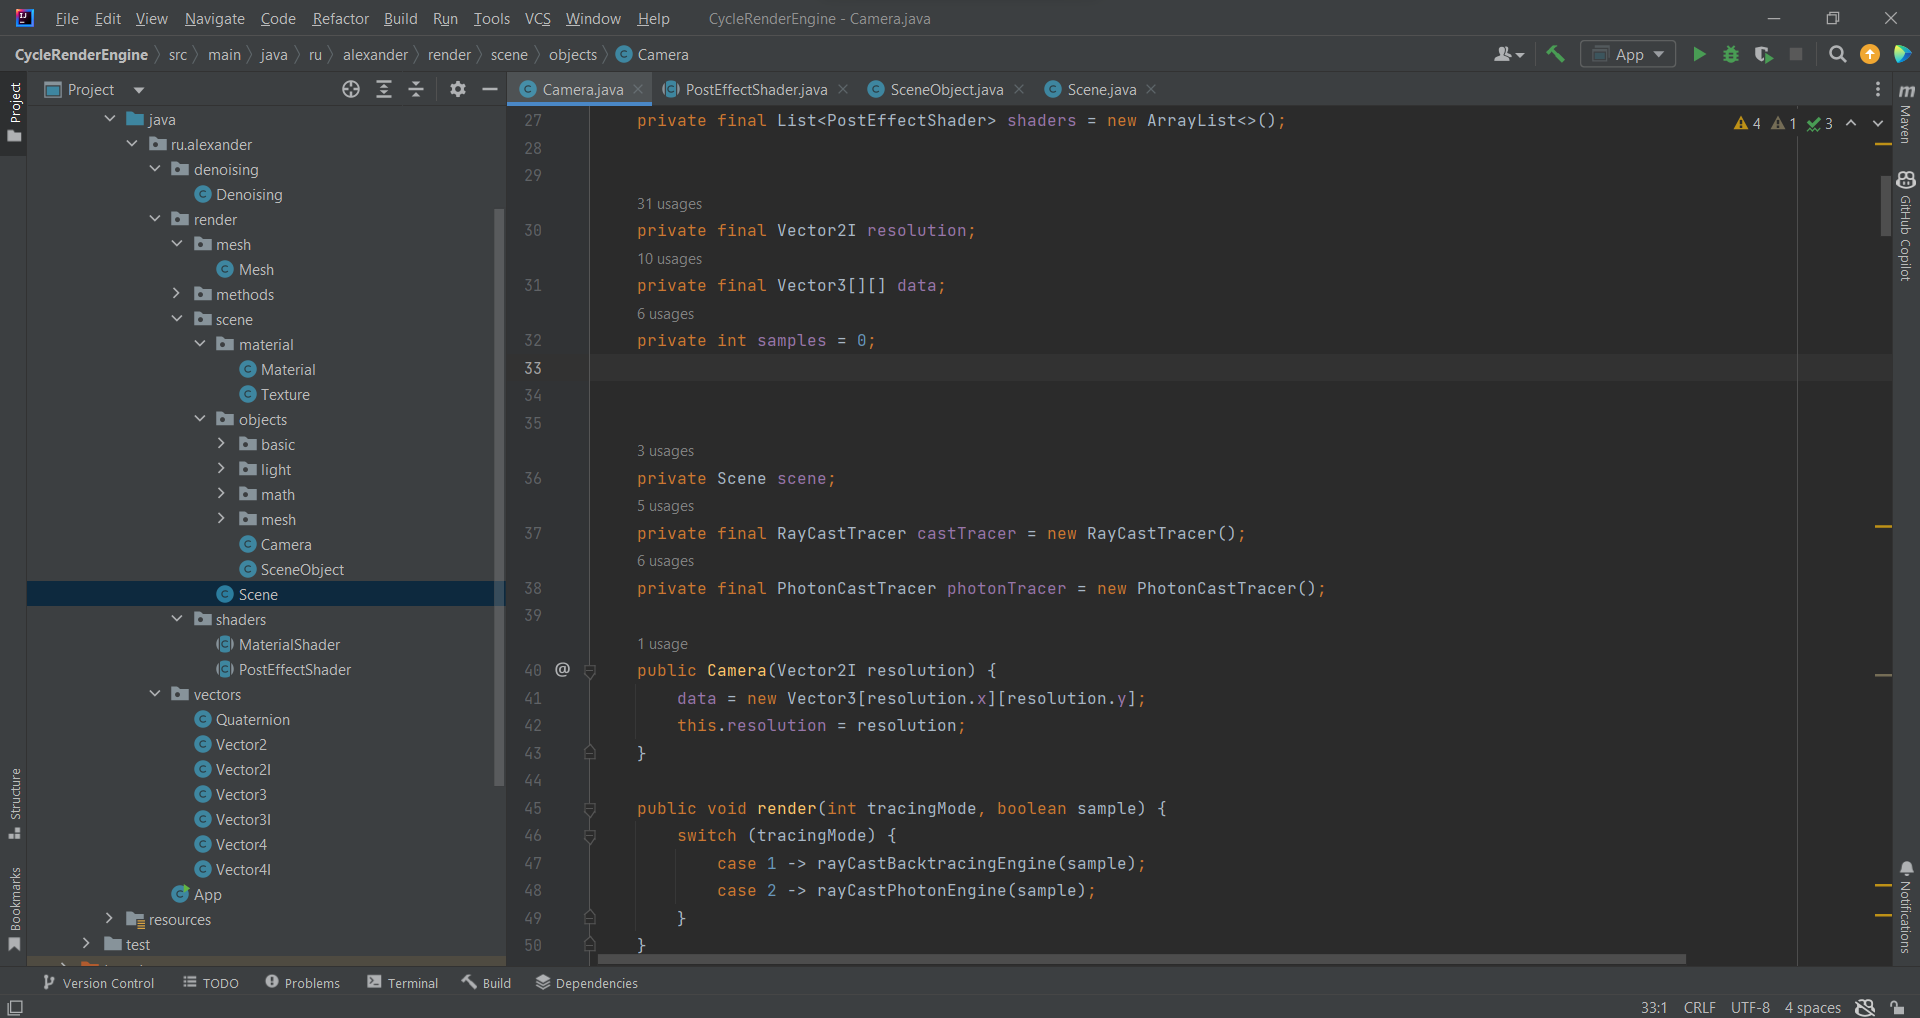 File Edit View Navigate Code Refactor Build Run Tools VCS Window Help CycleRenderEngine - Camera.java
CycleRenderEngine src main java ru alexander render scene objects Camera
App
Project
Camera.java PostEffectShader.java SceneObject.java Scene.java
Project
Structure
Bookmarks
java
ru.alexander
denoising
Denoising
render
mesh
Mesh
methods
scene
material
Material
Texture
objects
basic
light
math
mesh
Camera
SceneObject
Scene
shaders
MaterialShader
PostEffectShader
vectors
Quaternion
Vector2
Vector2I
Vector3
Vector3I
Vector4
Vector4I
App
resources
test
4 1 3
27 private final List<PostEffectShader> shaders = new ArrayList<>();
28
29
31 usages
30 private final Vector2I resolution;
10 usages
31 private final Vector3[][] data;
6 usages
32 private int samples = 0;
33
34
35
3 usages
36 private Scene scene;
5 usages
37 private final RayCastTracer castTracer = new RayCastTracer();
6 usages
38 private final PhotonCastTracer photonTracer = new PhotonCastTracer();
39
1 usage
40 @ public Camera(Vector2I resolution) {
41 data = new Vector3[resolution.x][resolution.y];
42 this.resolution = resolution;
43 }
44
45 public void render(int tracingMode, boolean sample) {
46 switch (tracingMode) {
47 case 1 -> rayCastBacktracingEngine(sample);
48 case 2 -> rayCastPhotonEngine(sample);
49 }
50 }
m Maven
GitHub Copilot
Notifications
Version Control TODO Problems Terminal Build Dependencies
33:1 CRLF UTF-8 4 spaces